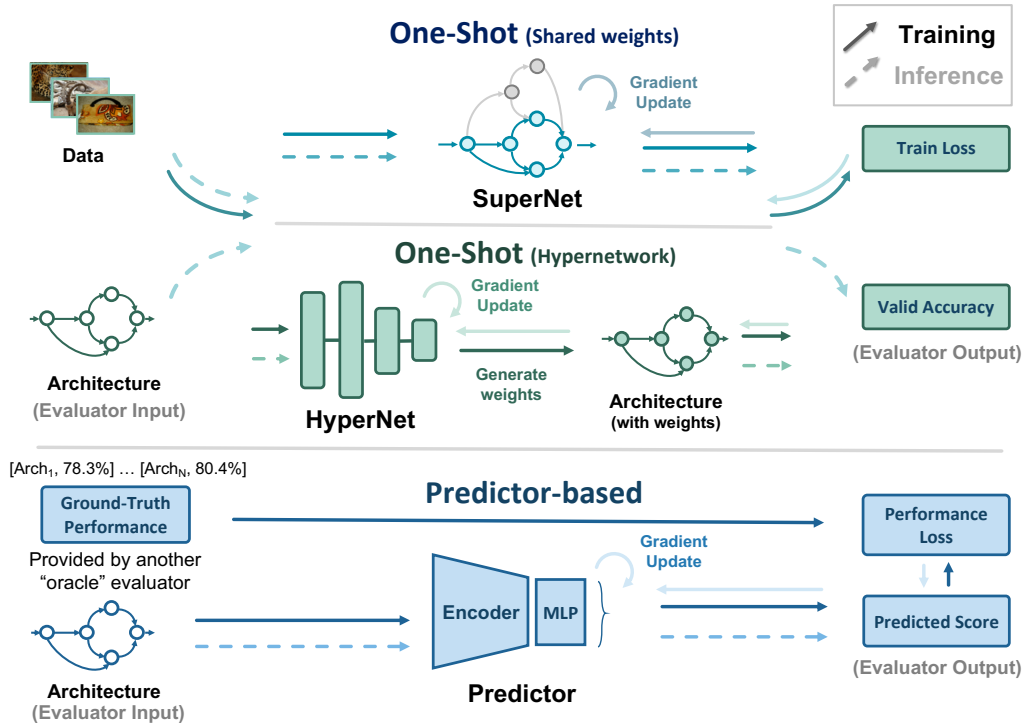 One-Shot (Shared weights)
Training
Inference
Gradient
Update
Data
Train Loss
SuperNet
One-Shot (Hypernetwork)
Gradient
Update
Valid Accuracy
(Evaluator Output)
Generate
weights
Architecture
(Evaluator Input)
HyperNet
Architecture
(with weights)
[Arch1, 78.3%] … [ArchN, 80.4%]
Predictor-based
Ground-Truth
Performance
Performance
Loss
Provided by another
“oracle” evaluator
Gradient
Update
Encoder
MLP
Predicted Score
(Evaluator Output)
Predictor
Architecture
(Evaluator Input)